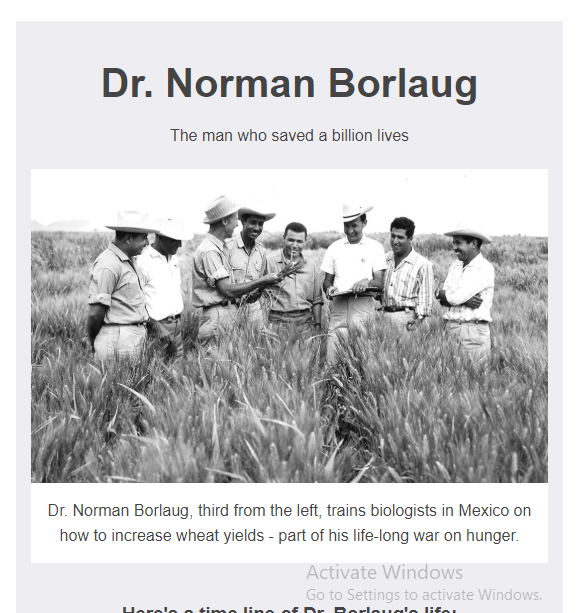 Dr. Norman Borlaug
The man who saved a billion lives
Dr. Norman Borlaug, third from the left, trains biologists in Mexico on
how to increase wheat yields - part of his life-long war on hunger.
Activate Windows
Go to Settings to activate Windows.
Here's a time line of Dr. Borlaug's life: